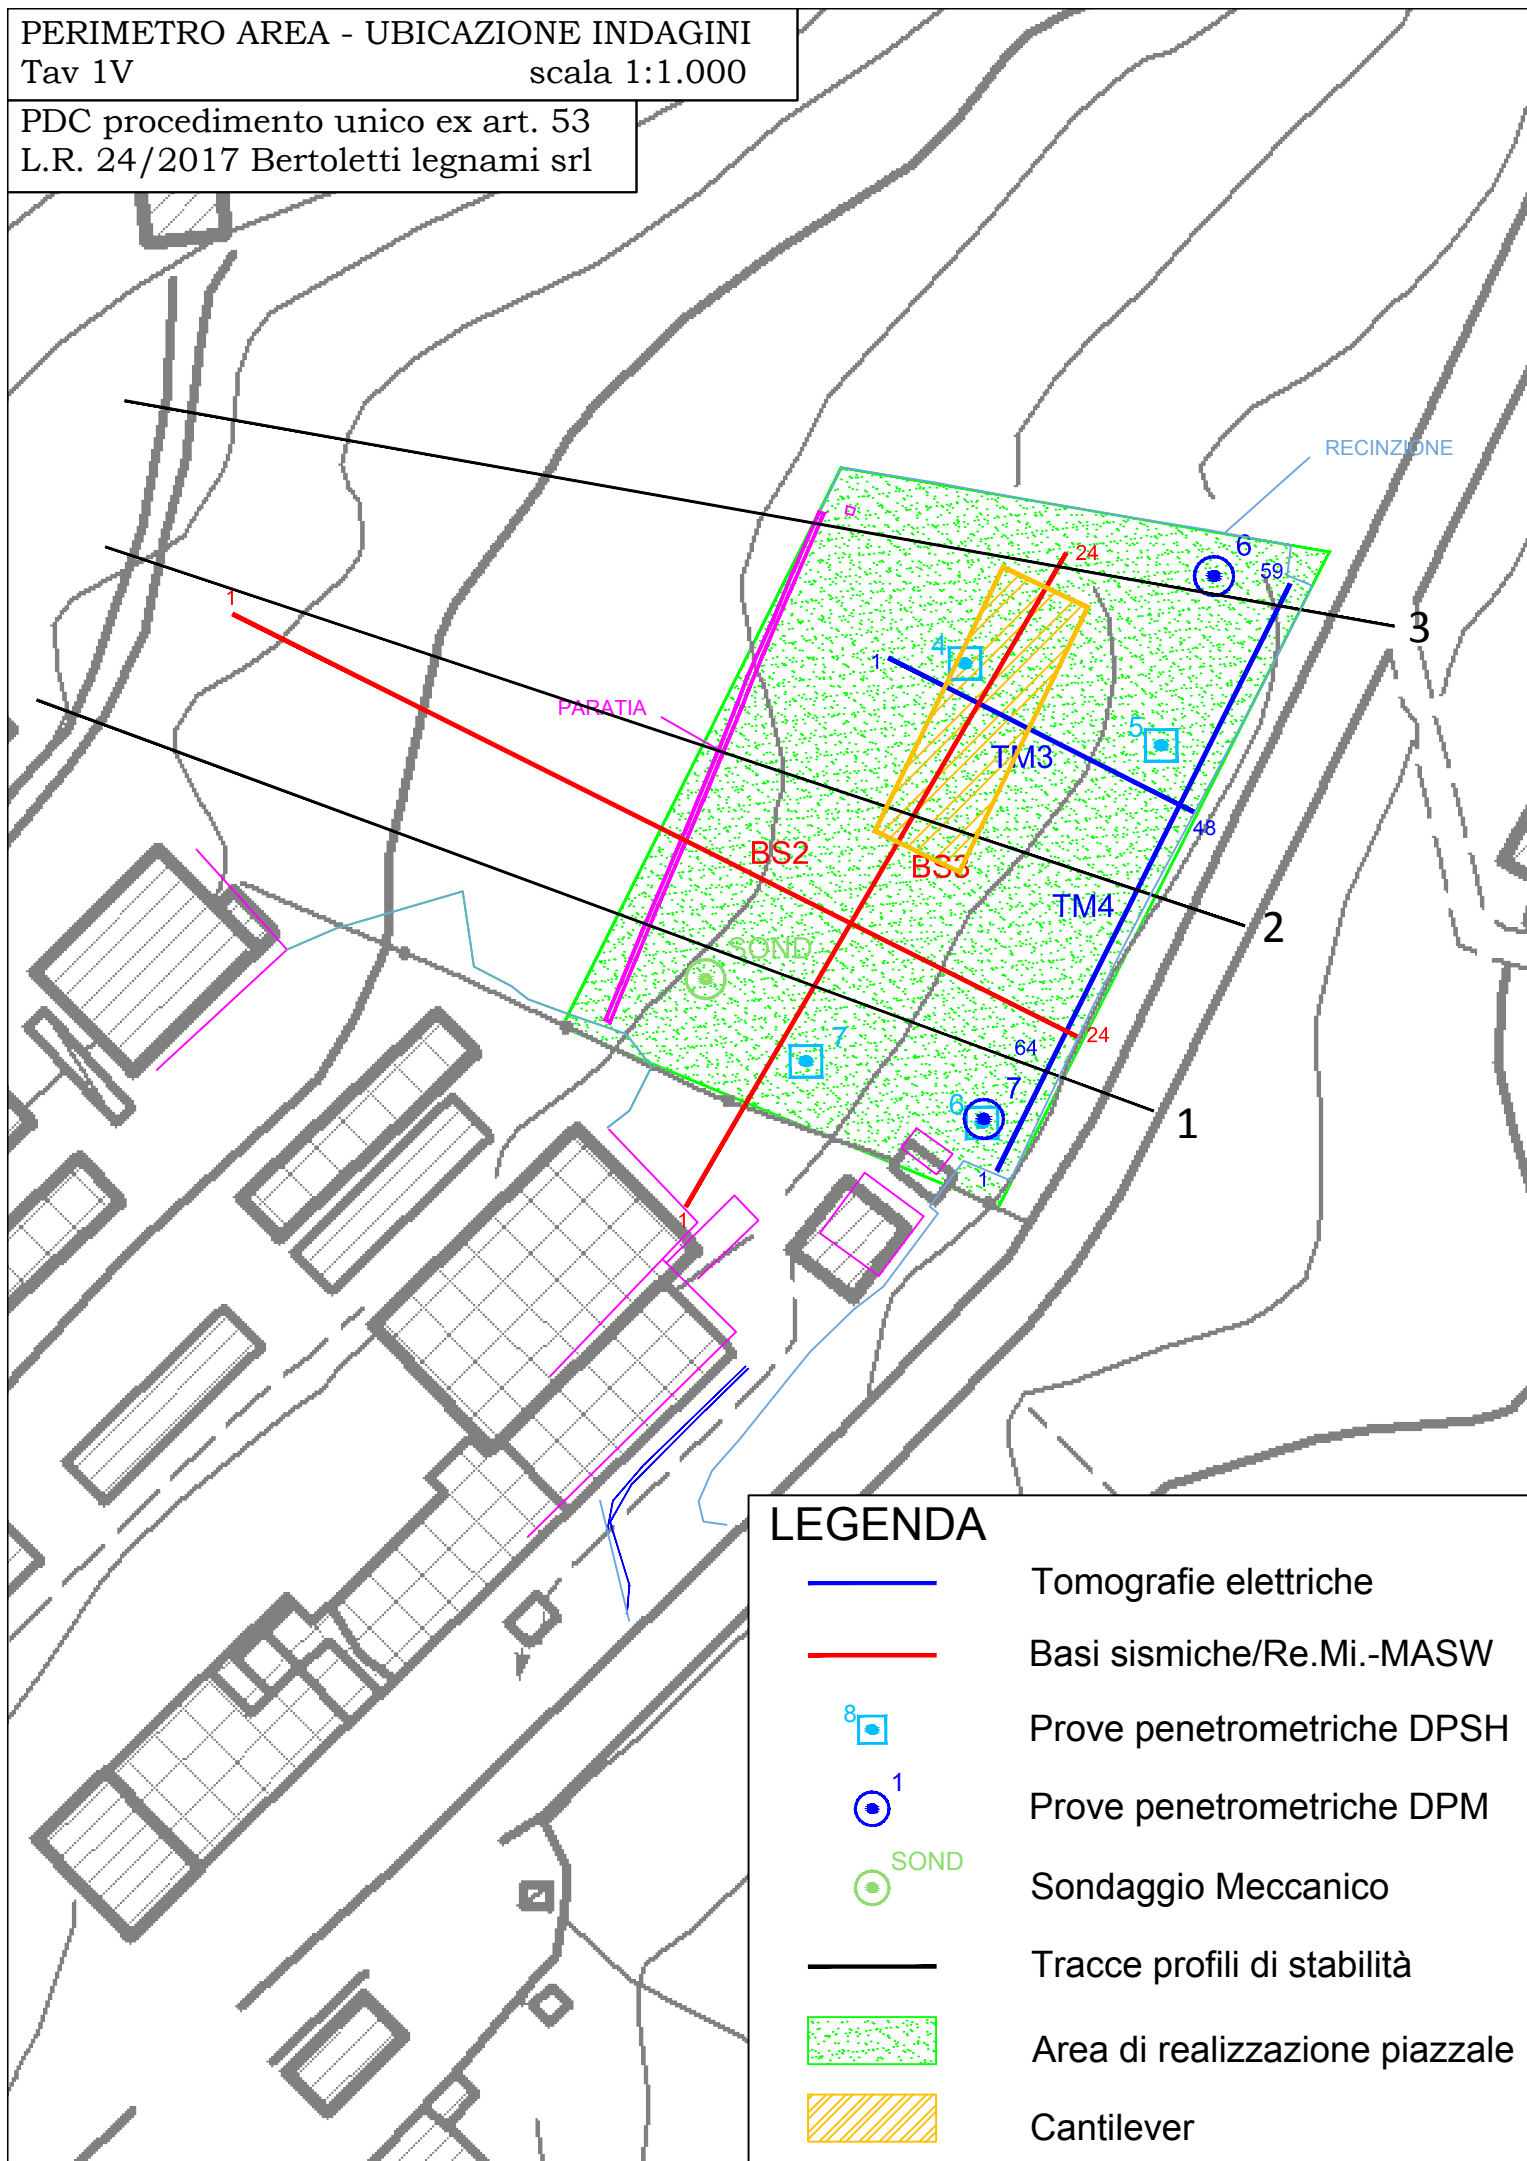 PERIMETRO AREA - UBICAZIONE INDAGINI
Tav 1V scala 1:1.000
PDC procedimento unico ex art. 53
L.R. 24/2017 Bertoletti legnami srl
RECINZIONE
24
6
59
3
1
4
1
PARATIA
5
TM3
48
BS2
BS3
TM4
2
SOND
24
64
7
7
6
1
1
1
LEGENDA
Tomografie elettriche
Basi sismiche/Re.Mi.-MASW
8
Prove penetrometriche DPSH
1
Prove penetrometriche DPM
SOND
Sondaggio Meccanico
Tracce profili di stabilità
Area di realizzazione piazzale
Cantilever